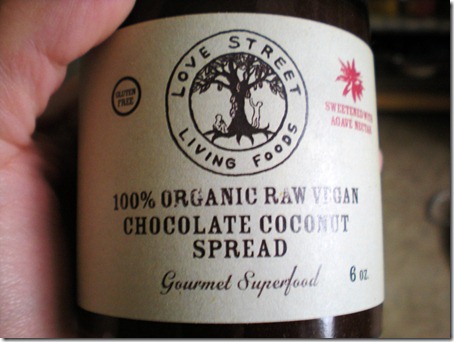 LOVE STREET
LIVING FOODS
GLUTEN
FREE
SWEETENED WITH
AGAVE NECTAR
100% ORGANIC RAW VEGAN
CHOCOLATE COCONUT
SPREAD
Gourmet Superfood
6 oz.